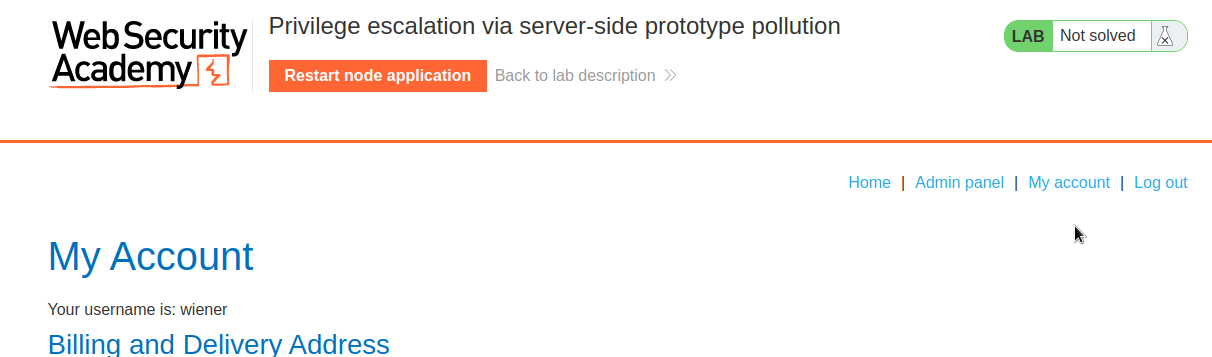 Web Security
Academy
Privilege escalation via server-side prototype pollution
Restart node application
Back to lab description
LAB Not solved
Home | Admin panel | My account | Log out
My Account
Your username is: wiener
Billing and Delivery Address